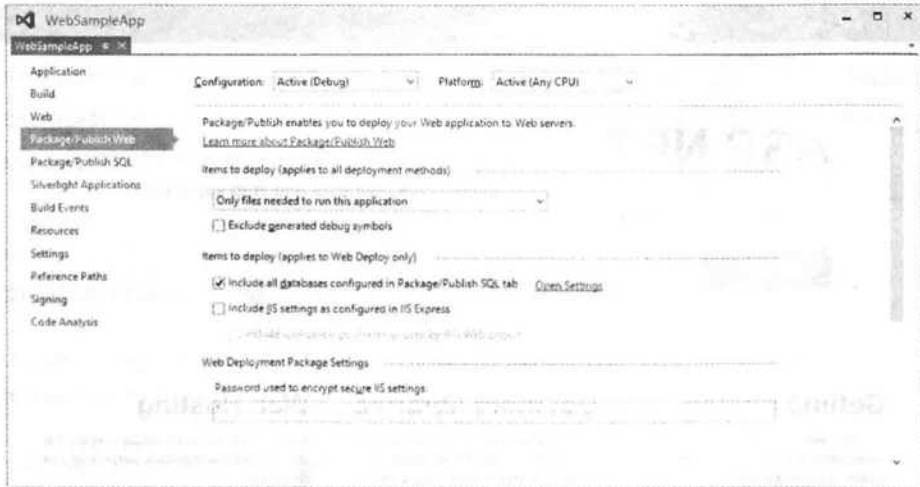 WebSampleApp
WebSampleApp
Application
Build
Web
Package/Publish Web
Package/Publish SQL
Silverlight Applications
Build Events
Resources
Settings
Reference Paths
Signing
Code Analysis
Configuration: Active (Debug) Platform: Active (Any CPU)
Package/Publish enables you to deploy your Web application to Web servers.
Learn more about Package/Publish Web
Items to deploy (applies to all deployment methods)
Only files needed to run this application
Exclude generated debug symbols
Items to deploy (applies to Web Deploy only)
Include all databases configured in Package/Publish SQL tab Open Settings
Include IIS settings as configured in IIS Express
Web Deployment Package Settings
Password used to encrypt secure IIS settings: